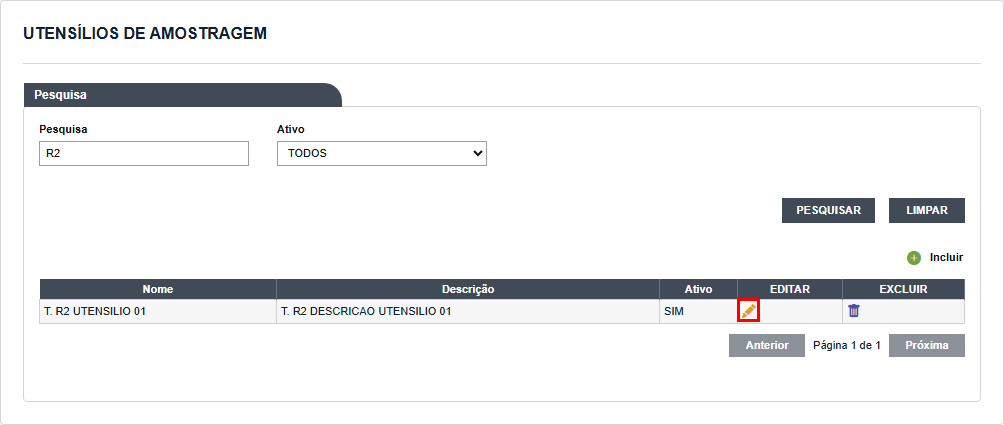 UTENSÍLIOS DE AMOSTRAGEM
Pesquisa
Pesquisa Ativo
R2 TODOS
PESQUISAR LIMPAR
Incluir
Nome Descrição Ativo EDITAR EXCLUIR
T. R2 UTENSILIO 01 T. R2 DESCRICAO UTENSILIO 01 SIM
Anterior Página 1 de 1 Próxima